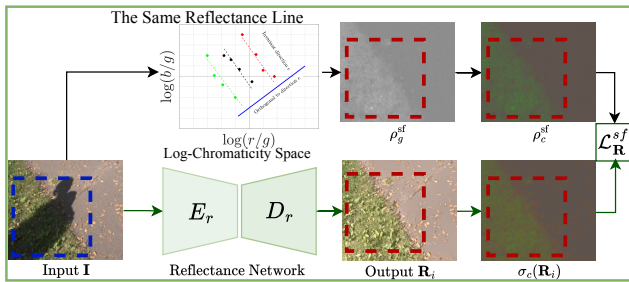 The Same Reflectance Line
log(b/g)
Invariant direction
Orthogonal to direction
log(r/g)
Log-Chromaticity Space
ρ_g^sf
ρ_c^sf
ℒ_R^sf
E_r
D_r
Input I
Reflectance Network
Output R_i
σ_c(R_i)